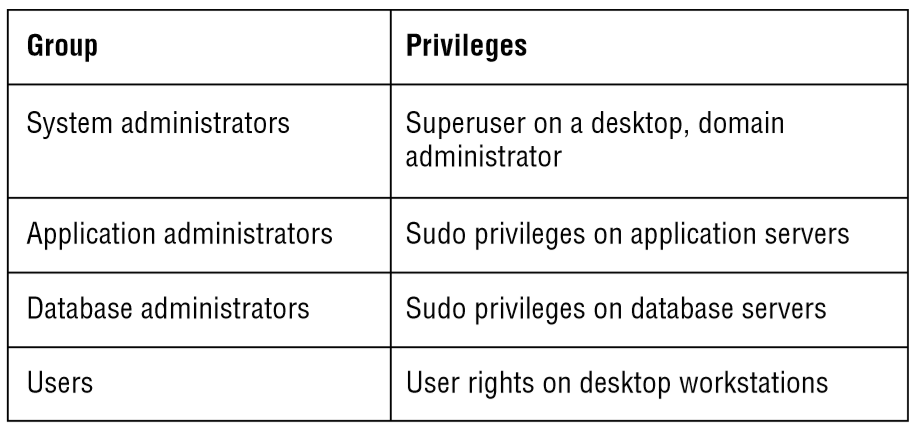 Group
Privileges
System administrators
Superuser on a desktop, domain
administrator
Application administrators
Sudo privileges on application servers
Database administrators
Sudo privileges on database servers
Users
User rights on desktop workstations